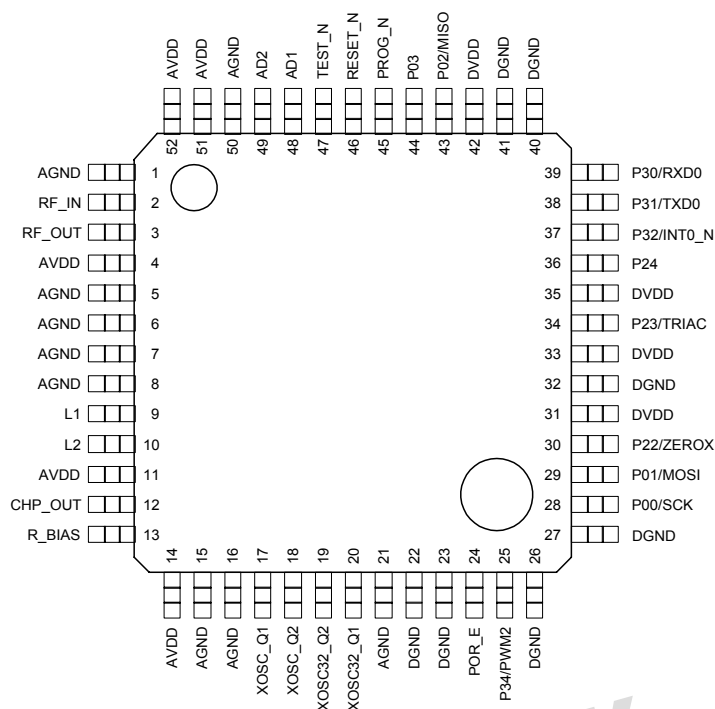 AVDD
AVDD
AGND
AD2
AD1
TEST_N
RESET_N
PROG_N
P03
P02/MISO
DVDD
DGND
DGND
52
51
50
49
48
47
46
45
44
43
42
41
40
AGND 1
RF_IN 2
RF_OUT 3
AVDD 4
AGND 5
AGND 6
AGND 7
AGND 8
L1 9
L2 10
AVDD 11
CHP_OUT 12
R_BIAS 13
39 P30/RXD0
38 P31/TXD0
37 P32/INT0_N
36 P24
35 DVDD
34 P23/TRIAC
33 DVDD
32 DGND
31 DVDD
30 P22/ZEROX
29 P01/MOSI
28 P00/SCK
27 DGND
14
15
16
17
18
19
20
21
22
23
24
25
26
AVDD
AGND
AGND
XOSC_Q1
XOSC_Q2
XOSC32_Q2
XOSC32_Q1
AGND
DGND
DGND
POR_E
P34/PWM2
DGND